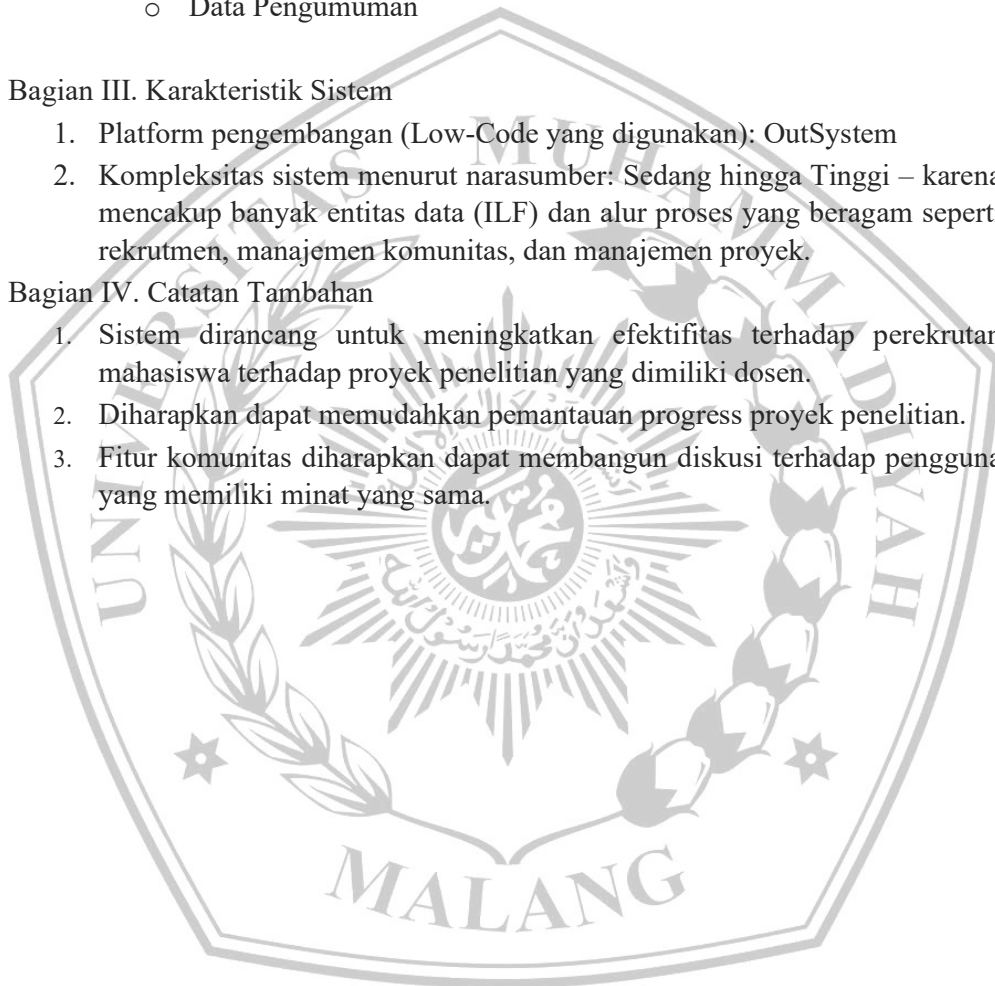 o Data Pengumuman
Bagian III. Karakteristik Sistem
1. Platform pengembangan (Low-Code yang digunakan): OutSystem
2. Kompleksitas sistem menurut narasumber: Sedang hingga Tinggi – karena
mencakup banyak entitas data (ILF) dan alur proses yang beragam sepert
rekrutmen, manajemen komunitas, dan manajemen proyek.
Bagian IV. Catatan Tambahan
1. Sistem dirancang untuk meningkatkan efektifitas terhadap perekrutan
mahasiswa terhadap proyek penelitian yang dimiliki dosen.
2. Diharapkan dapat memudahkan pemantauan progress proyek penelitian.
3. Fitur komunitas diharapkan dapat membangun diskusi terhadap pengguna
yang memiliki minat yang sama.
UNIVERSITAS MUHAMMADIYAH
MALANG